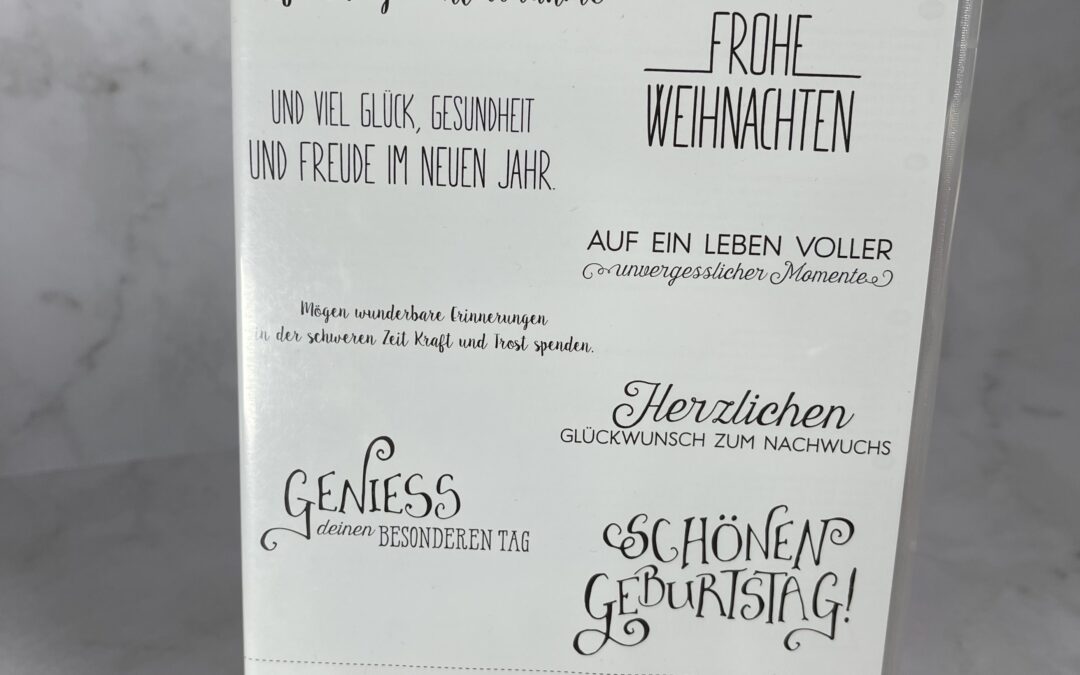 FROHE
WEIHNACHTEN
UND VIEL GLÜCK, GESUNDHEIT
UND FREUDE IM NEUEN JAHR.
AUF EIN LEBEN VOLLER
unvergesslicher Momente
Mögen wunderbare Erinnerungen
in der schweren Zeit Kraft und Trost spenden.
Herzlichen
GLÜCKWUNSCH ZUM NACHWUCHS
GENIESS
deinen BESONDEREN TAG
SCHÖNEN
GEBURTSTAG!